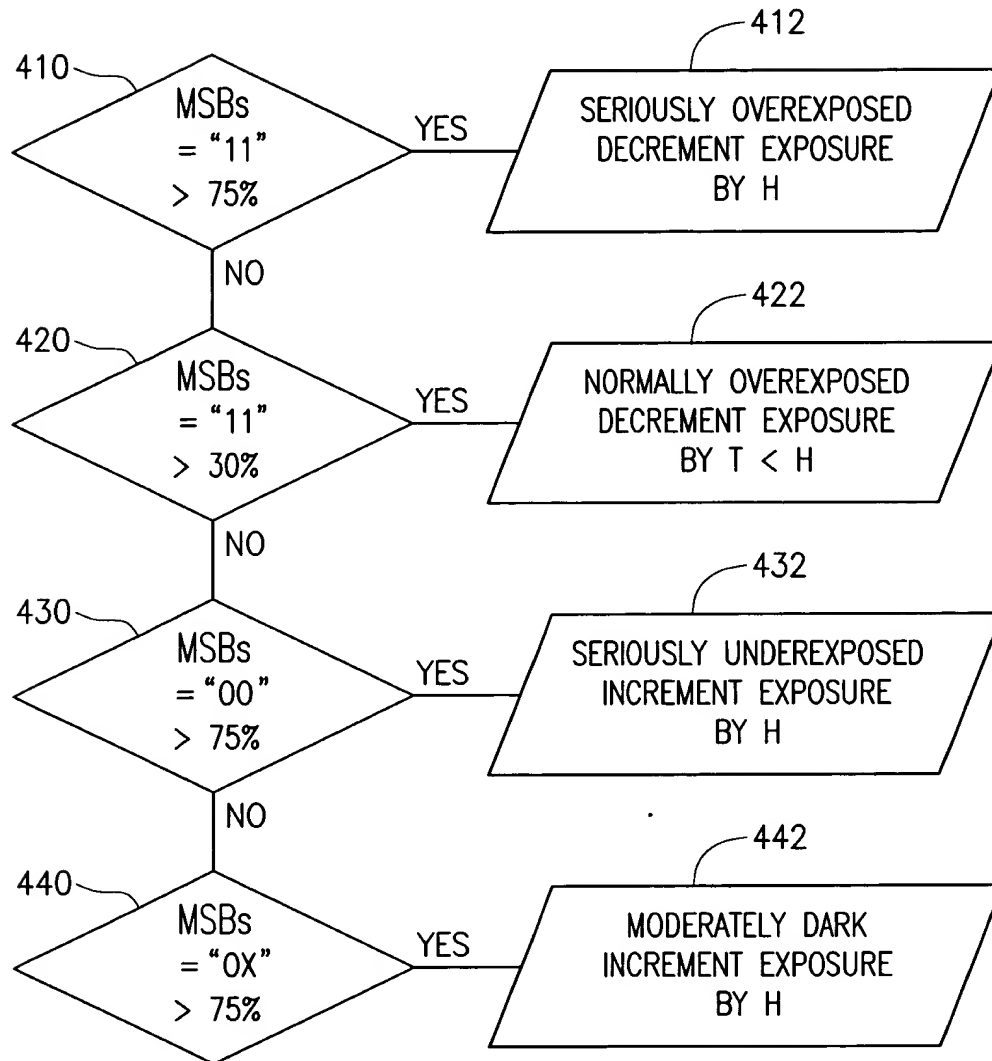 410
MSBs
= "11"
> 75%
YES
412
SERIOUSLY OVEREXPOSED
DECREMENT EXPOSURE
BY H
NO
420
MSBs
= "11"
> 30%
YES
422
NORMALLY OVEREXPOSED
DECREMENT EXPOSURE
BY T < H
NO
430
MSBs
= "00"
> 75%
YES
432
SERIOUSLY UNDEREXPOSED
INCREMENT EXPOSURE
BY H
NO
440
MSBs
= "0X"
> 75%
YES
442
MODERATELY DARK
INCREMENT EXPOSURE
BY H